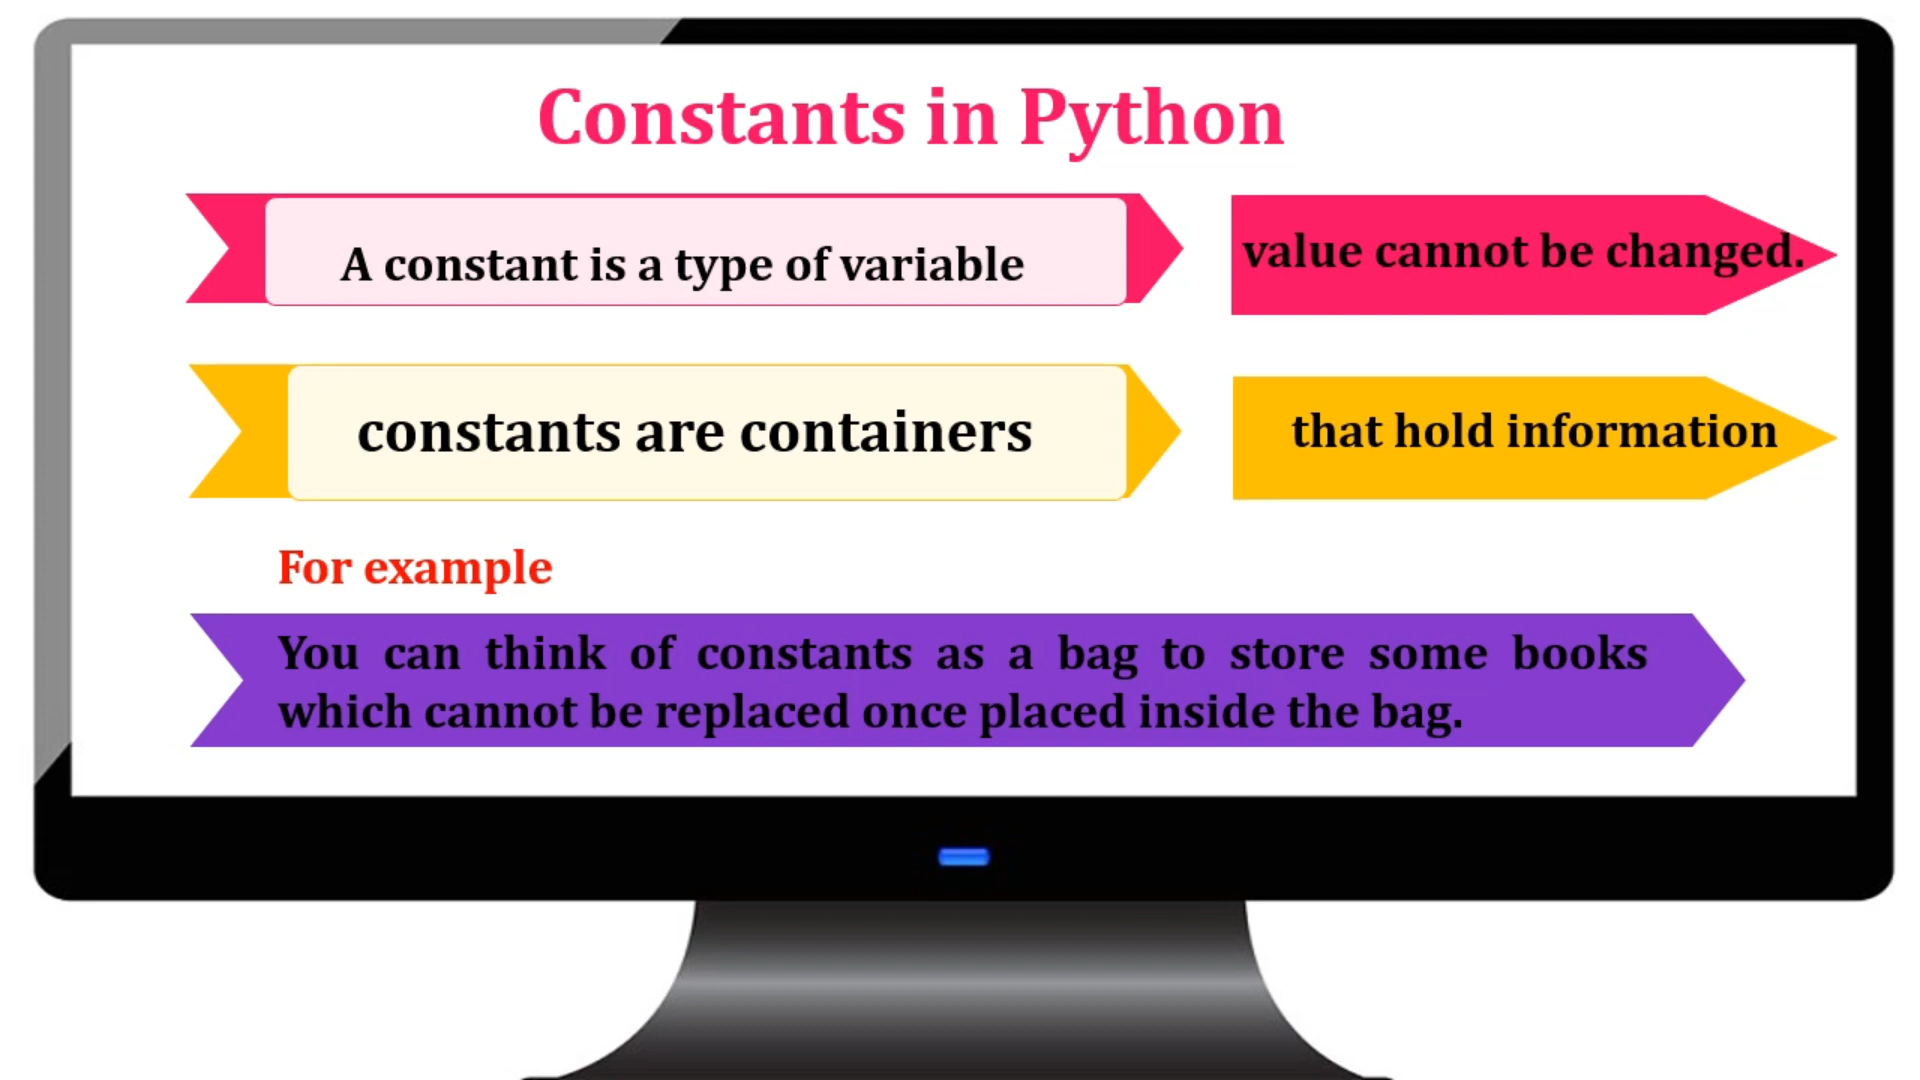 Constants in Python
A constant is a type of variable
value cannot be changed.
constants are containers
that hold information
For example
You can think of constants as a bag to store some books
which cannot be replaced once placed inside the bag.